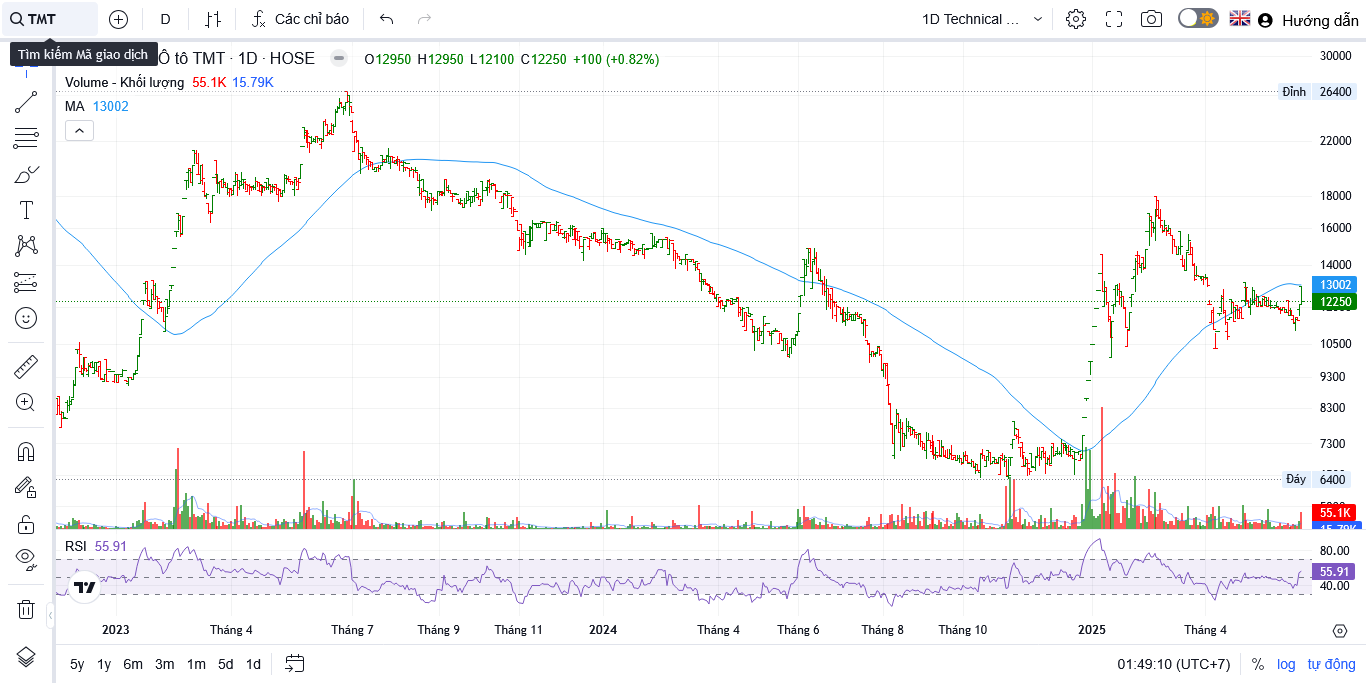 TMT
D
Các chỉ báo
1D Technical ...
Hướng dẫn
Tìm kiếm Mã giao dịch
Ô tô TMT · 1D · HOSE
O12950 H12950 L12100 C12250 +100 (+0.82%)
Volume - Khối lượng 55.1K 15.79K
MA 13002
30000
Đỉnh 26400
22000
18000
16000
14000
13002
12250
10500
9300
8300
7300
Đáy 6400
55.1K
15.79K
RSI 55.91
80.00
55.91
40.00
2023 Tháng 4 Tháng 7 Tháng 9 Tháng 11 2024 Tháng 4 Tháng 6 Tháng 8 Tháng 10 2025 Tháng 4
5y 1y 6m 3m 1m 5d 1d
01:49:10 (UTC+7) % log tự động